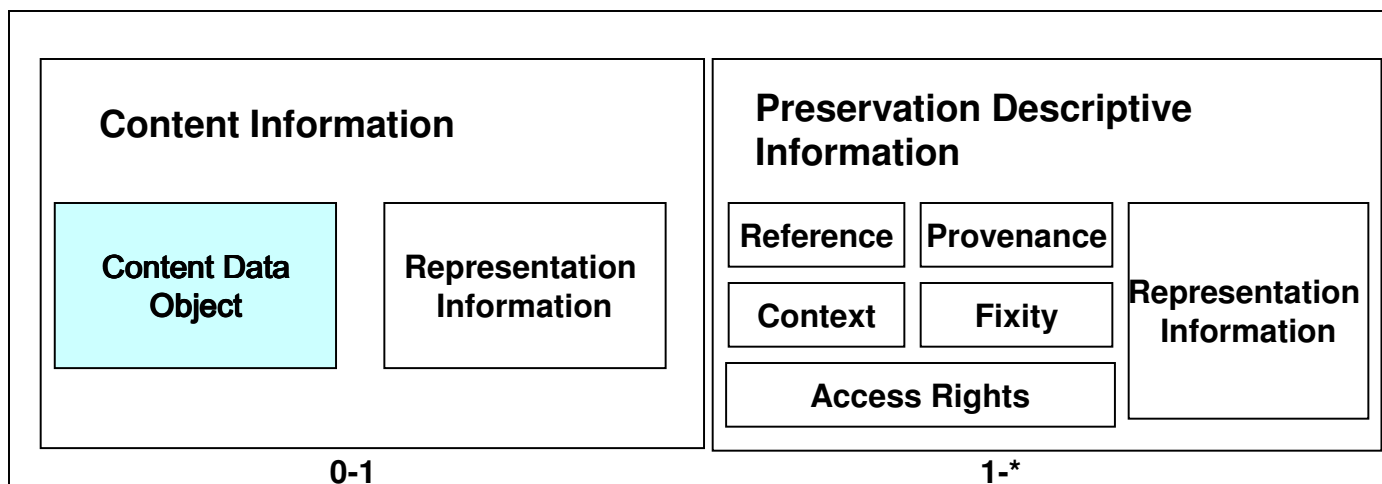 Content Information
Content Data
Object
Representation
Information
0-1
Preservation Descriptive
Information
Reference
Provenance
Context
Fixity
Access Rights
Representation
Information
1-*